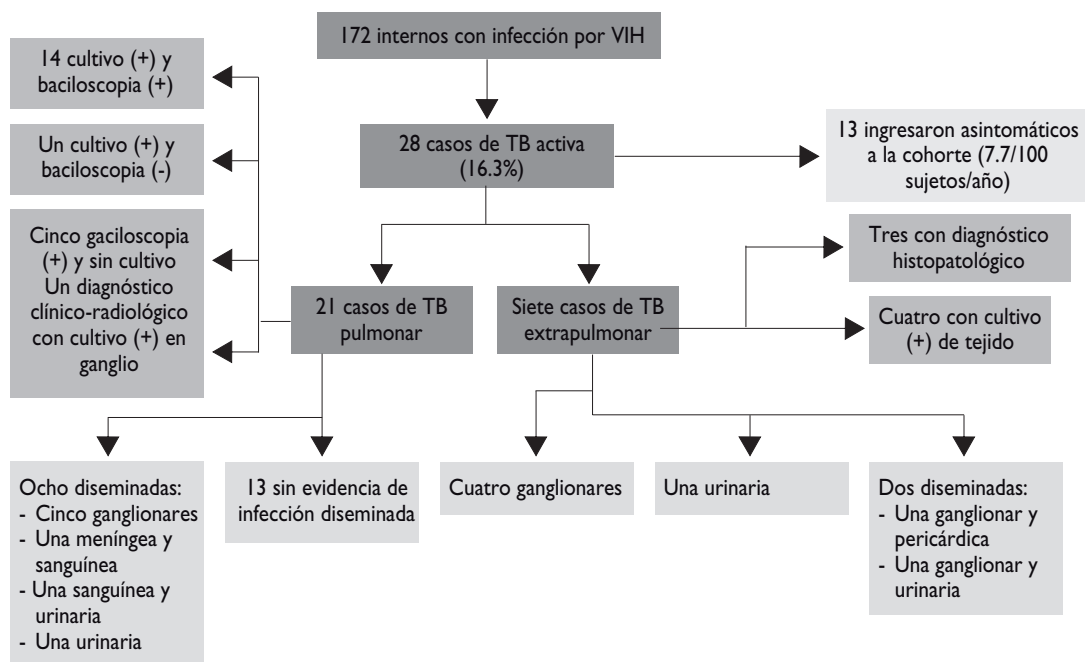 172 internos con infección por VIH
14 cultivo (+) y
baciloscopia (+)
Un cultivo (+) y
baciloscopia (-)
28 casos de TB activa
(16.3%)
13 ingresaron asintomáticos
a la cohorte (7.7/100
sujetos/año)
Cinco gaciloscopia
(+) y sin cultivo
Un diagnóstico
clínico-radiológico
con cultivo (+) en
ganglio
21 casos de TB
pulmonar
Siete casos de TB
extrapulmonar
Tres con diagnóstico
histopatológico
Cuatro con cultivo
(+) de tejido
Ocho diseminadas:
- Cinco ganglionares
- Una meníngea y
sanguínea
- Una sanguínea y
urinaria
- Una urinaria
13 sin evidencia de
infección diseminada
Cuatro ganglionares
Una urinaria
Dos diseminadas:
- Una ganglionar y
pericárdica
- Una ganglionar y
urinaria